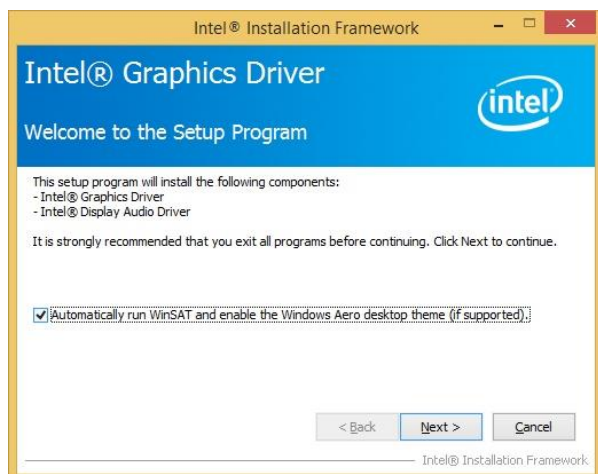 Intel® Installation Framework
Intel® Graphics Driver
intel
Welcome to the Setup Program
This setup program will install the following components:
- Intel® Graphics Driver
- Intel® Display Audio Driver
It is strongly recommended that you exit all programs before continuing. Click Next to continue.
Automatically run WinSAT and enable the Windows Aero desktop theme (if supported).
< Back Next > Cancel
Intel® Installation Framework